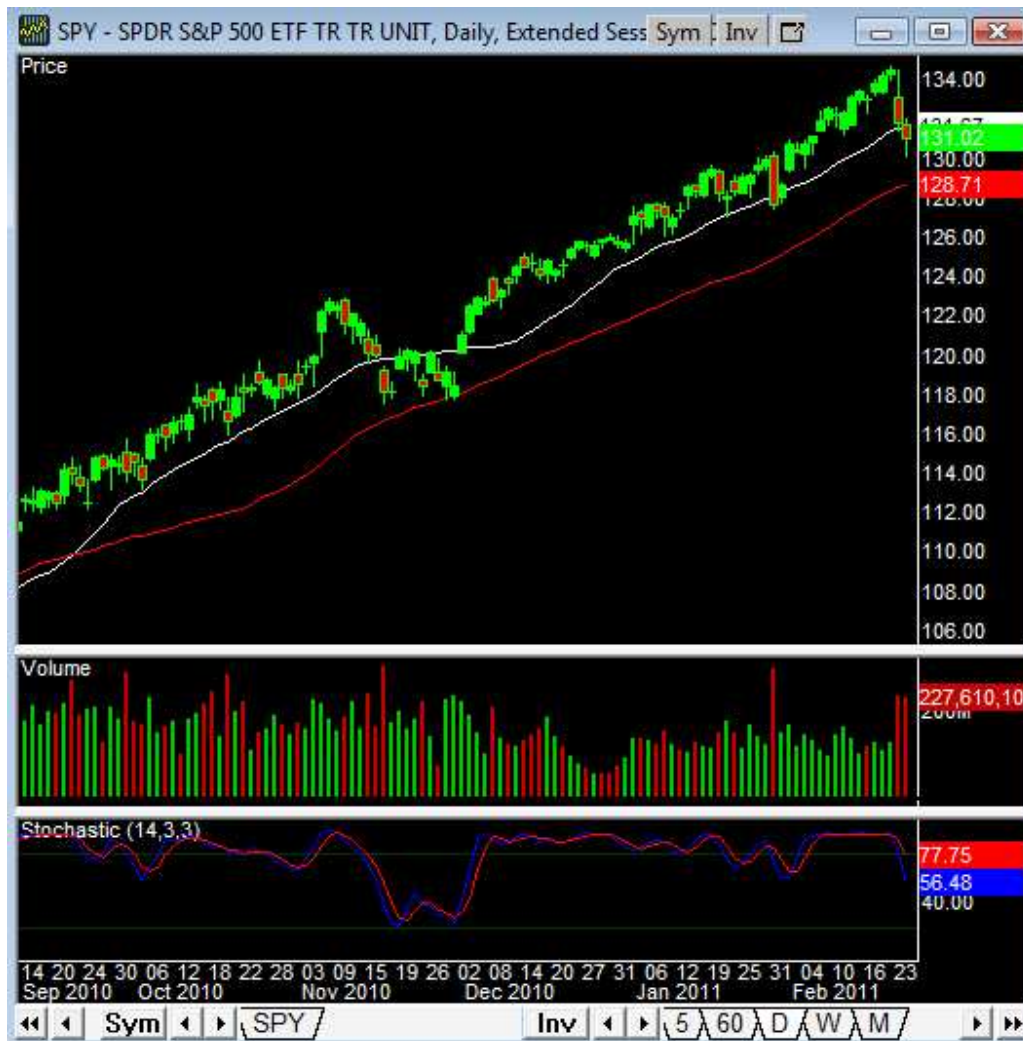 SPY - SPDR S&P 500 ETF TR TR UNIT, Daily, Extended Sess Sym Inv
Price
134.00
131.02
130.00
128.71
128.00
126.00
124.00
122.00
120.00
118.00
116.00
114.00
112.00
110.00
108.00
106.00
Volume
227,610,10
200M
Stochastic (14,3,3)
77.75
56.48
40.00
14 20 24 30 06 12 18 22 28 03 09 15 19 26 02 08 14 20 27 31 06 12 19 25 31 04 10 16 23
Sep 2010 Oct 2010 Nov 2010 Dec 2010 Jan 2011 Feb 2011
Sym SPY Inv 5 60 D W M